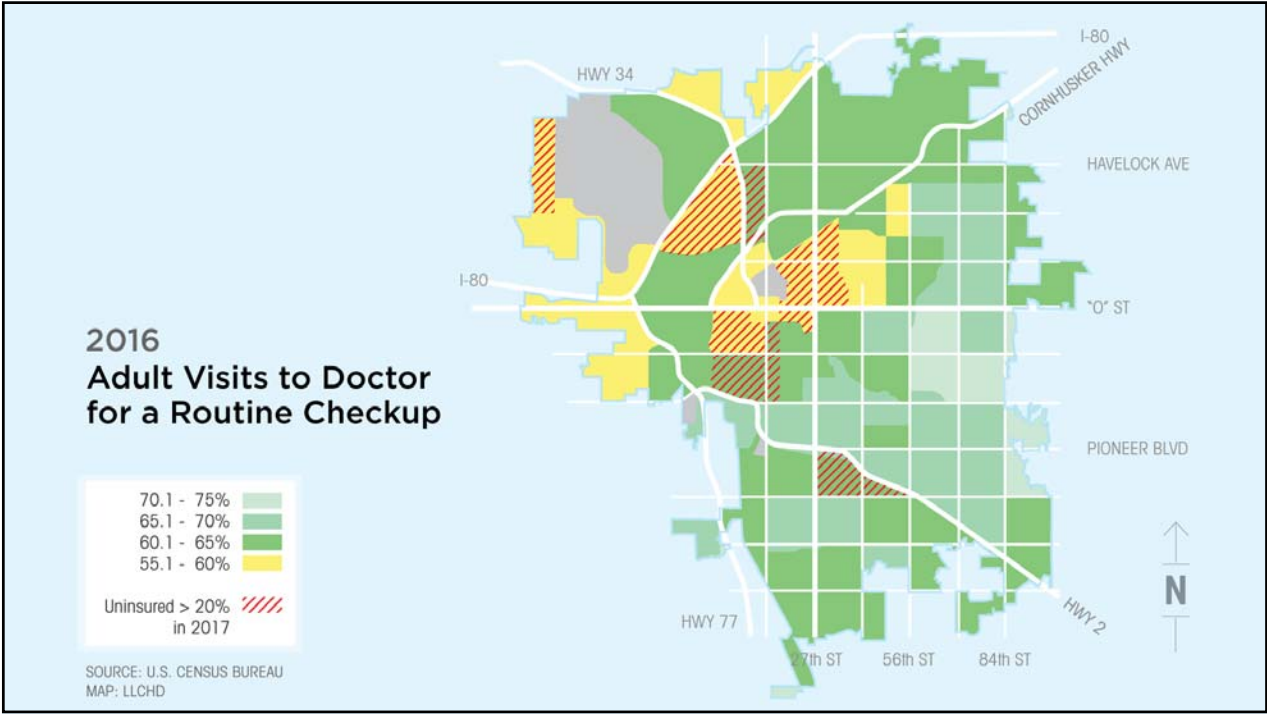 I-80
CORNHUSKER HWY
HWY 34
HAVELOCK AVE
I-80
"O" ST
2016
Adult Visits to Doctor
for a Routine Checkup
PIONEER BLVD
70.1 - 75%
65.1 - 70%
60.1 - 65%
55.1 - 60%
Uninsured > 20%
in 2017
N
HWY 77
HWY 2
27th ST
56th ST
84th ST
SOURCE: U.S. CENSUS BUREAU
MAP: LLCHD